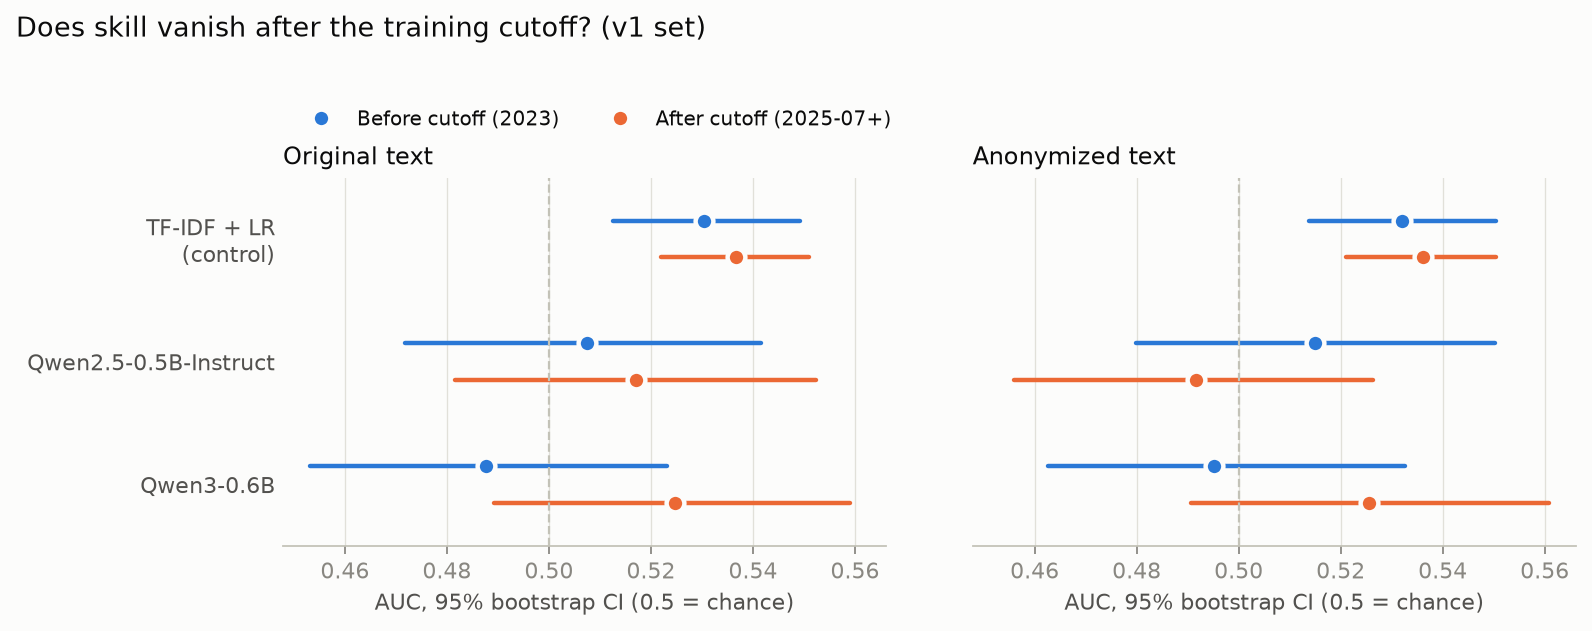 Does skill vanish after the training cutoff? (v1 set)
Before cutoff (2023)
After cutoff (2025-07+)
Original text
Anonymized text
TF-IDF + LR
(control)
Qwen2.5-0.5B-Instruct
Qwen3-0.6B
0.46 0.48 0.50 0.52 0.54 0.56
0.46 0.48 0.50 0.52 0.54 0.56
AUC, 95% bootstrap CI (0.5 = chance)
AUC, 95% bootstrap CI (0.5 = chance)